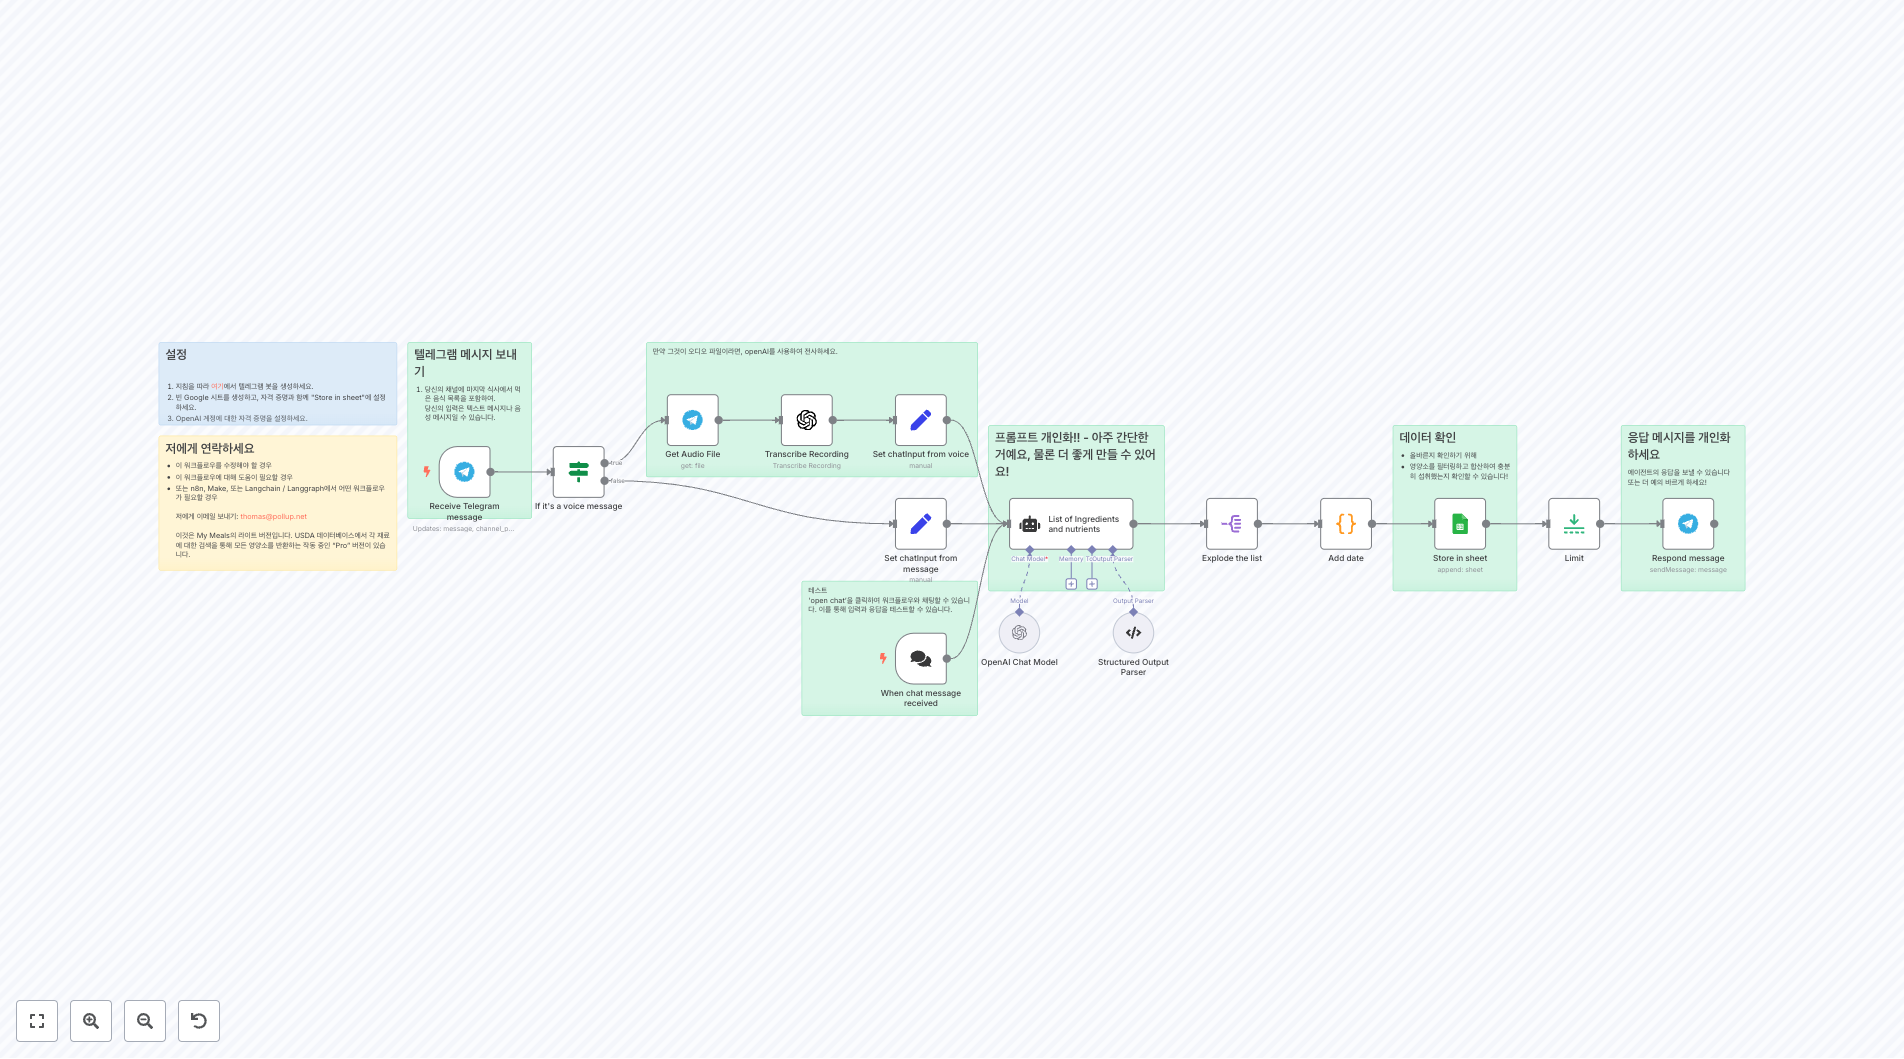 설정
1. 지침을 따라 여기에서 텔레그램 봇을 생성하세요.
2. 빈 Google 시트를 생성하고, 자격 증명과 함께 "Store in sheet"에 설정
하세요.
3. OpenAI 계정에 대한 자격 증명을 설정하세요.
저에게 연락하세요
이 워크플로우를 수정해야 할 경우
이 워크플로우에 대해 도움이 필요할 경우
또는 n8n, Make, 또는 Langchain / Langgraph에서 어떤 워크플로우
가 필요할 경우
저에게 이메일 보내기: thomas@pollup.net
이것은 My Meals의 라이트 버전입니다. USDA 데이터베이스에서 각 재료
에 대한 검색을 통해 모든 영양소를 반환하는 작동 중인 "Pro" 버전이 있습
니다.
텔레그램 메시지 보내
기
1. 당신의 채널에 마지막 식사에서 먹
은 음식 목록을 포함하여.
당신의 입력은 텍스트 메시지나 음
성 메시지일 수 있습니다.
Receive Telegram
message
Updates: message, channel_p...
If it's a voice message
true
false
만약 그것이 오디오 파일이라면, openAI를 사용하여 전사하세요.
Get Audio File
get: file
Transcribe Recording
Transcribe Recording
Set chatInput from voice
manual
Set chatInput from
message
manual
테스트
'open chat'을 클릭하여 워크플로우와 채팅할 수 있습니
다. 이를 통해 입력과 응답을 테스트할 수 있습니다.
When chat message
received
프롬프트 개인화!! - 아주 간단한
거예요, 물론 더 좋게 만들 수 있어
요!
List of Ingredients
and nutrients
Chat Model*
Memory
Output Parser
Model
Output Parser
OpenAI Chat Model
Structured Output
Parser
Explode the list
Add date
데이터 확인
올바른지 확인하기 위해
영양소를 필터링하고 합산하여 충분
히 섭취했는지 확인할 수 있습니다!
Store in sheet
append: sheet
Limit
응답 메시지를 개인화
하세요
에이전트의 응답을 보낼 수 있습니다
또는 더 예의 바르게 하세요!
Respond message
sendMessage: message